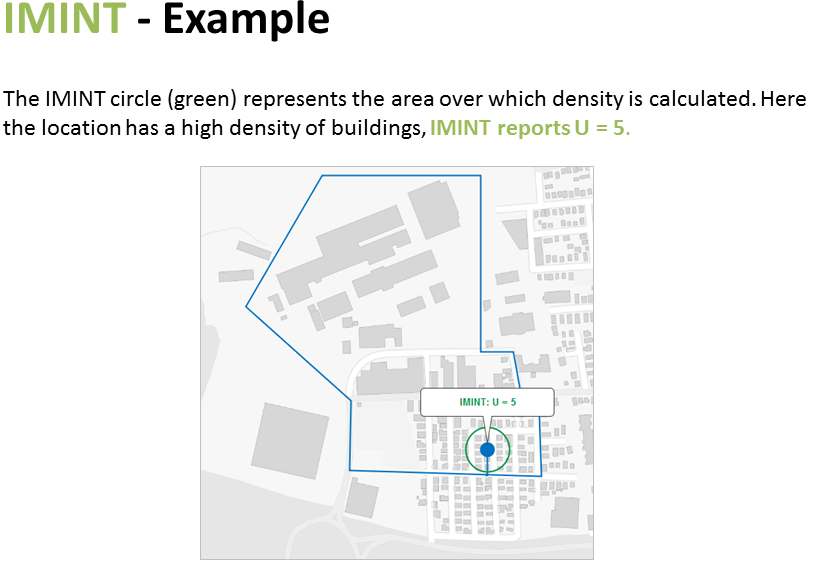 IMINT - Example
The IMINT circle (green) represents the area over which density is calculated. Here
the location has a high density of buildings, IMINT reports U = 5.
IMINT: U = 5